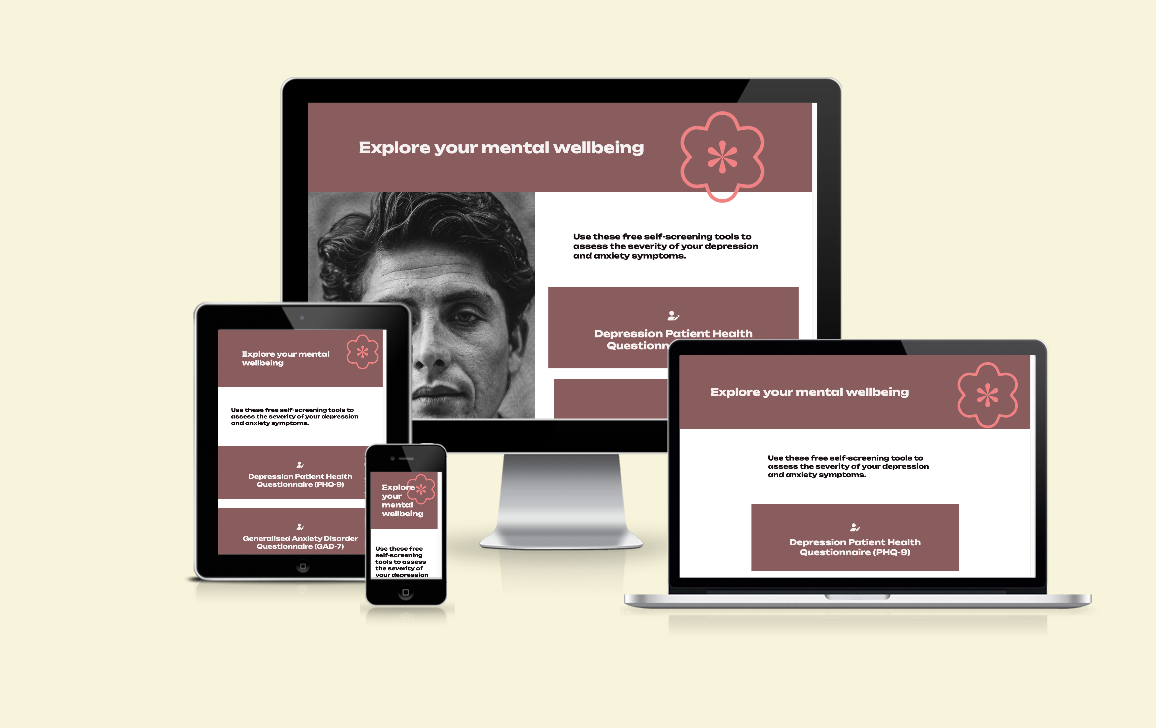 Explore your mental wellbeing
Use these free self-screening tools to
assess the severity of your depression
and anxiety symptoms.
Depression Patient Health
Explore your mental
wellbeing
Use these free self-screening tools to
assess the severity of your depression
and anxiety symptoms.
Depression Patient Health
Questionnaire (PHQ-9)
Generalised Anxiety Disorder
Questionnaire (GAD-7)
Explore
your
mental
wellbeing
Use these free
self-screening
tools to assess
the severity of
your depression
Explore your mental wellbeing
Use these free self-screening tools to
assess the severity of your depression
and anxiety symptoms.
Depression Patient Health
Questionnaire (PHQ-9)